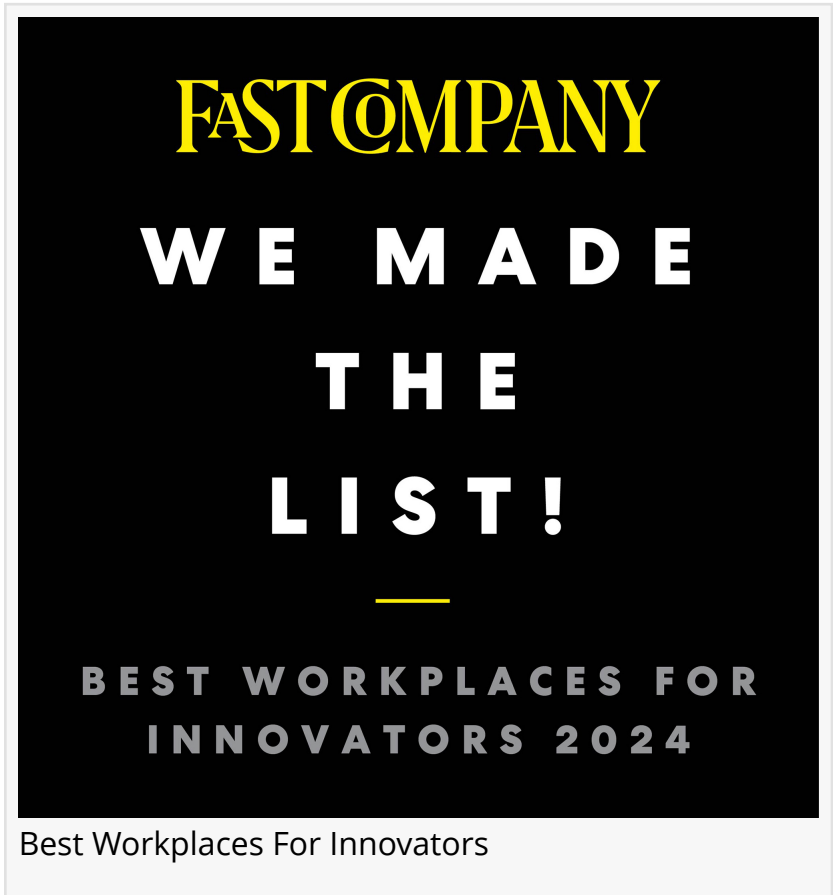 FAST COMPANY
WE MADE
THE
LIST!
BEST WORKPLACES FOR
INNOVATORS 2024
Best Workplaces For Innovators